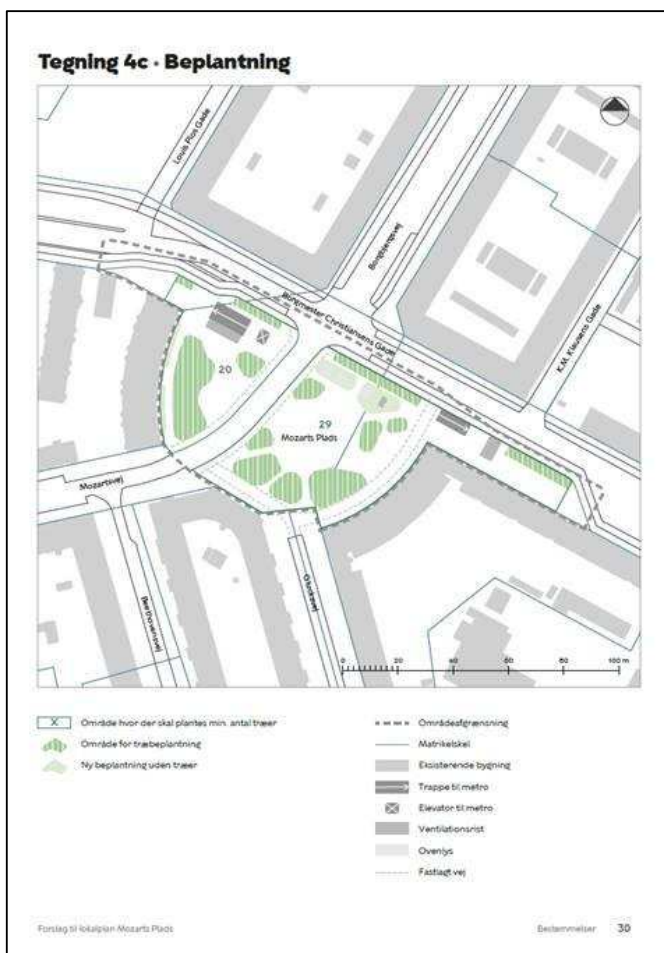 Tegning 4c · Beplantning
Louis Pios Gade
Borgbjergsvej
Borgmester Christiansens Gade
K.M. Klausens Gade
20
29
Mozarts Plads
Mozartsvej
Beethovensvej
Gluckvej
0 20 40 60 80 100 m
X Område hvor der skal plantes min. antal træer
Område for træbeplantning
Ny beplantning uden træer
Områdeafgrænsning
Matrikelskel
Eksisterende bygning
Trappe til metro
Elevator til metro
Ventilationsrist
Ovenlys
Fastlagt vej
Forslag til lokalplan Mozarts Plads
Bestemmelser 30